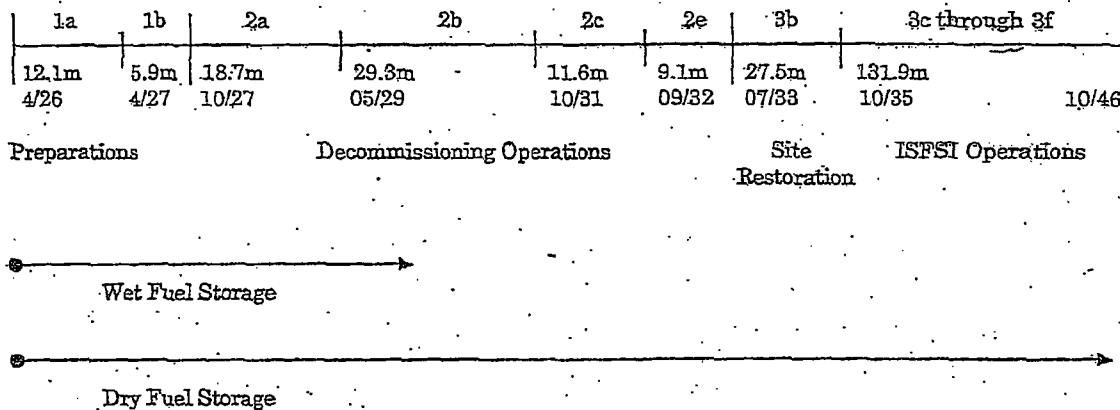 1a 1b 2a 2b 2c 2e 3b 3c through 3f
12.1m 5.9m 18.7m 29.3m 11.6m 9.1m 27.5m 131.9m
4/26 4/27 10/27 05/29 10/31 09/32 07/33 10/35 10/46
Preparations Decommissioning Operations Site ISFSI Operations
Restoration
Wet Fuel Storage
Dry Fuel Storage